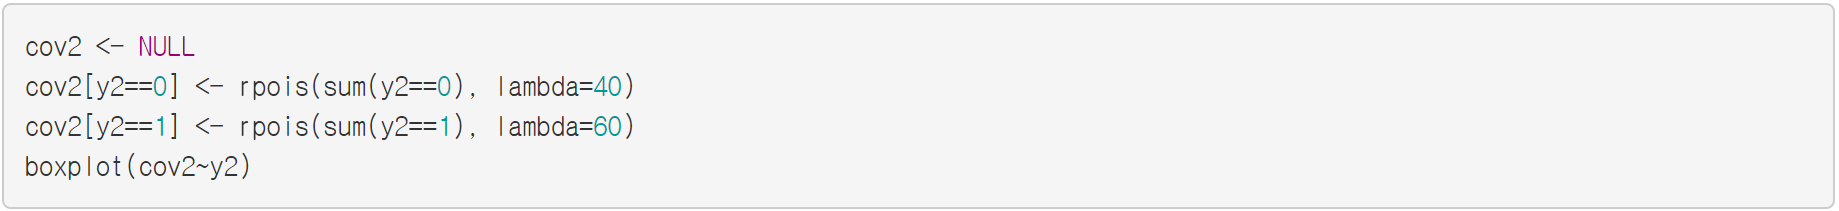 cov2 <- NULL
cov2[y2==0] <- rpois(sum(y2==0), lambda=40)
cov2[y2==1] <- rpois(sum(y2==1), lambda=60)
boxplot(cov2~y2)